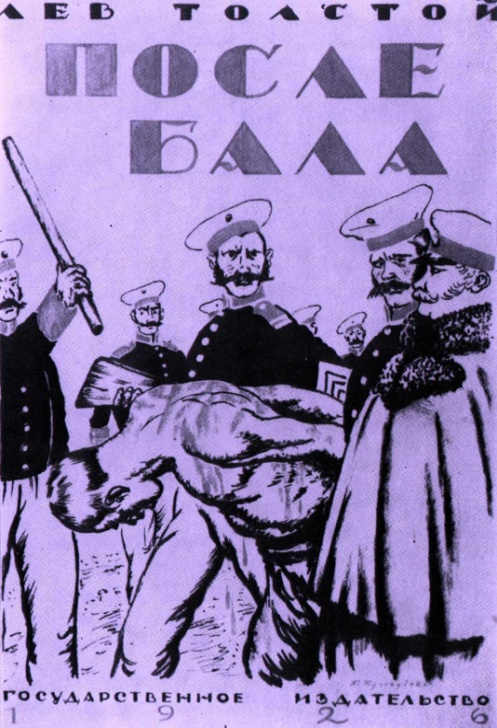 ЛЕВ ТОЛСТОЙ
ПОСЛЕ
БАЛА
ГОСУДАРСТВЕННОЕ ИЗДАТЕЛЬСТВО
1 9 2 6